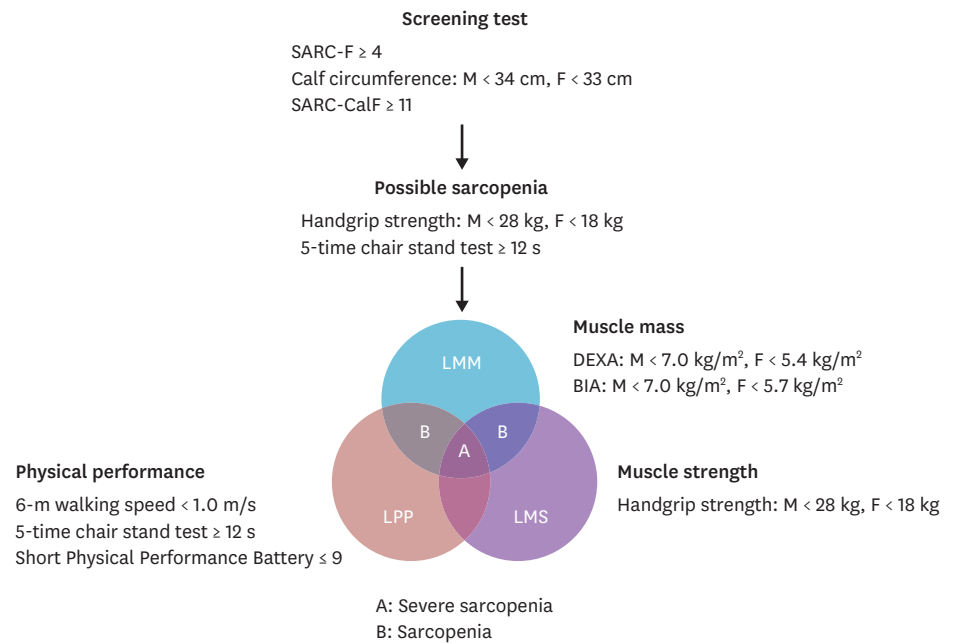 Screening test
SARC-F ≥ 4
Calf circumference: M < 34 cm, F < 33 cm
SARC-CalF ≥ 11
Possible sarcopenia
Handgrip strength: M < 28 kg, F < 18 kg
5-time chair stand test ≥ 12 s
Muscle mass
DEXA: M < 7.0 kg/m², F < 5.4 kg/m²
BIA: M < 7.0 kg/m², F < 5.7 kg/m²
LMM
B
B
A
LPP
LMS
Physical performance
6-m walking speed < 1.0 m/s
5-time chair stand test ≥ 12 s
Short Physical Performance Battery ≤ 9
Muscle strength
Handgrip strength: M < 28 kg, F < 18 kg
A: Severe sarcopenia
B: Sarcopenia